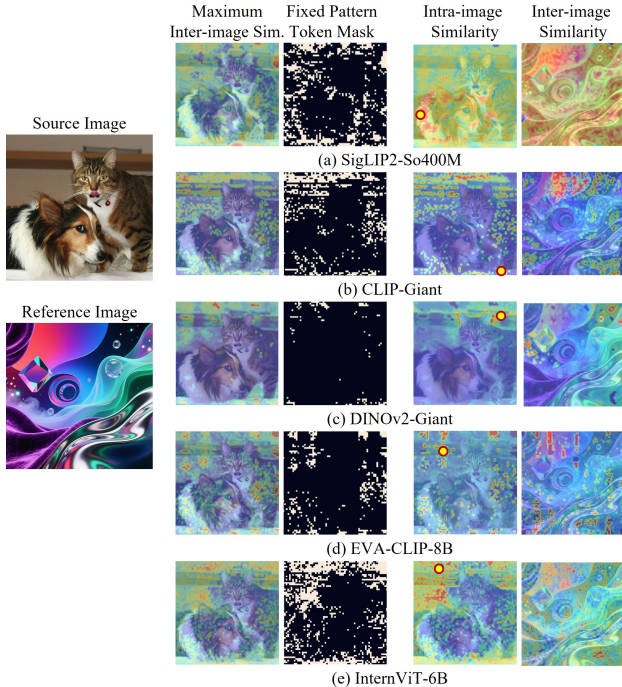 Maximum
Inter-image Sim.
Fixed Pattern
Token Mask
Intra-image
Similarity
Inter-image
Similarity
Source Image
(a) SigLIP2-So400M
(b) CLIP-Giant
Reference Image
(c) DINOv2-Giant
(d) EVA-CLIP-8B
(e) InternViT-6B